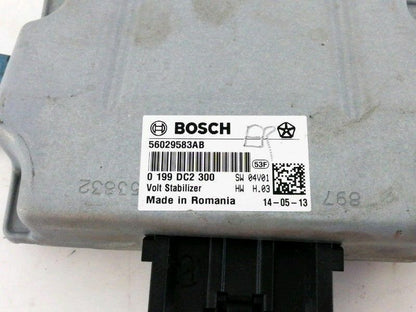 BOSCH
56029583AB
53F
0 199 DC2 300 SW 04V01
Volt Stabilizer HW H.03
Made in Romania 14-05-13
897